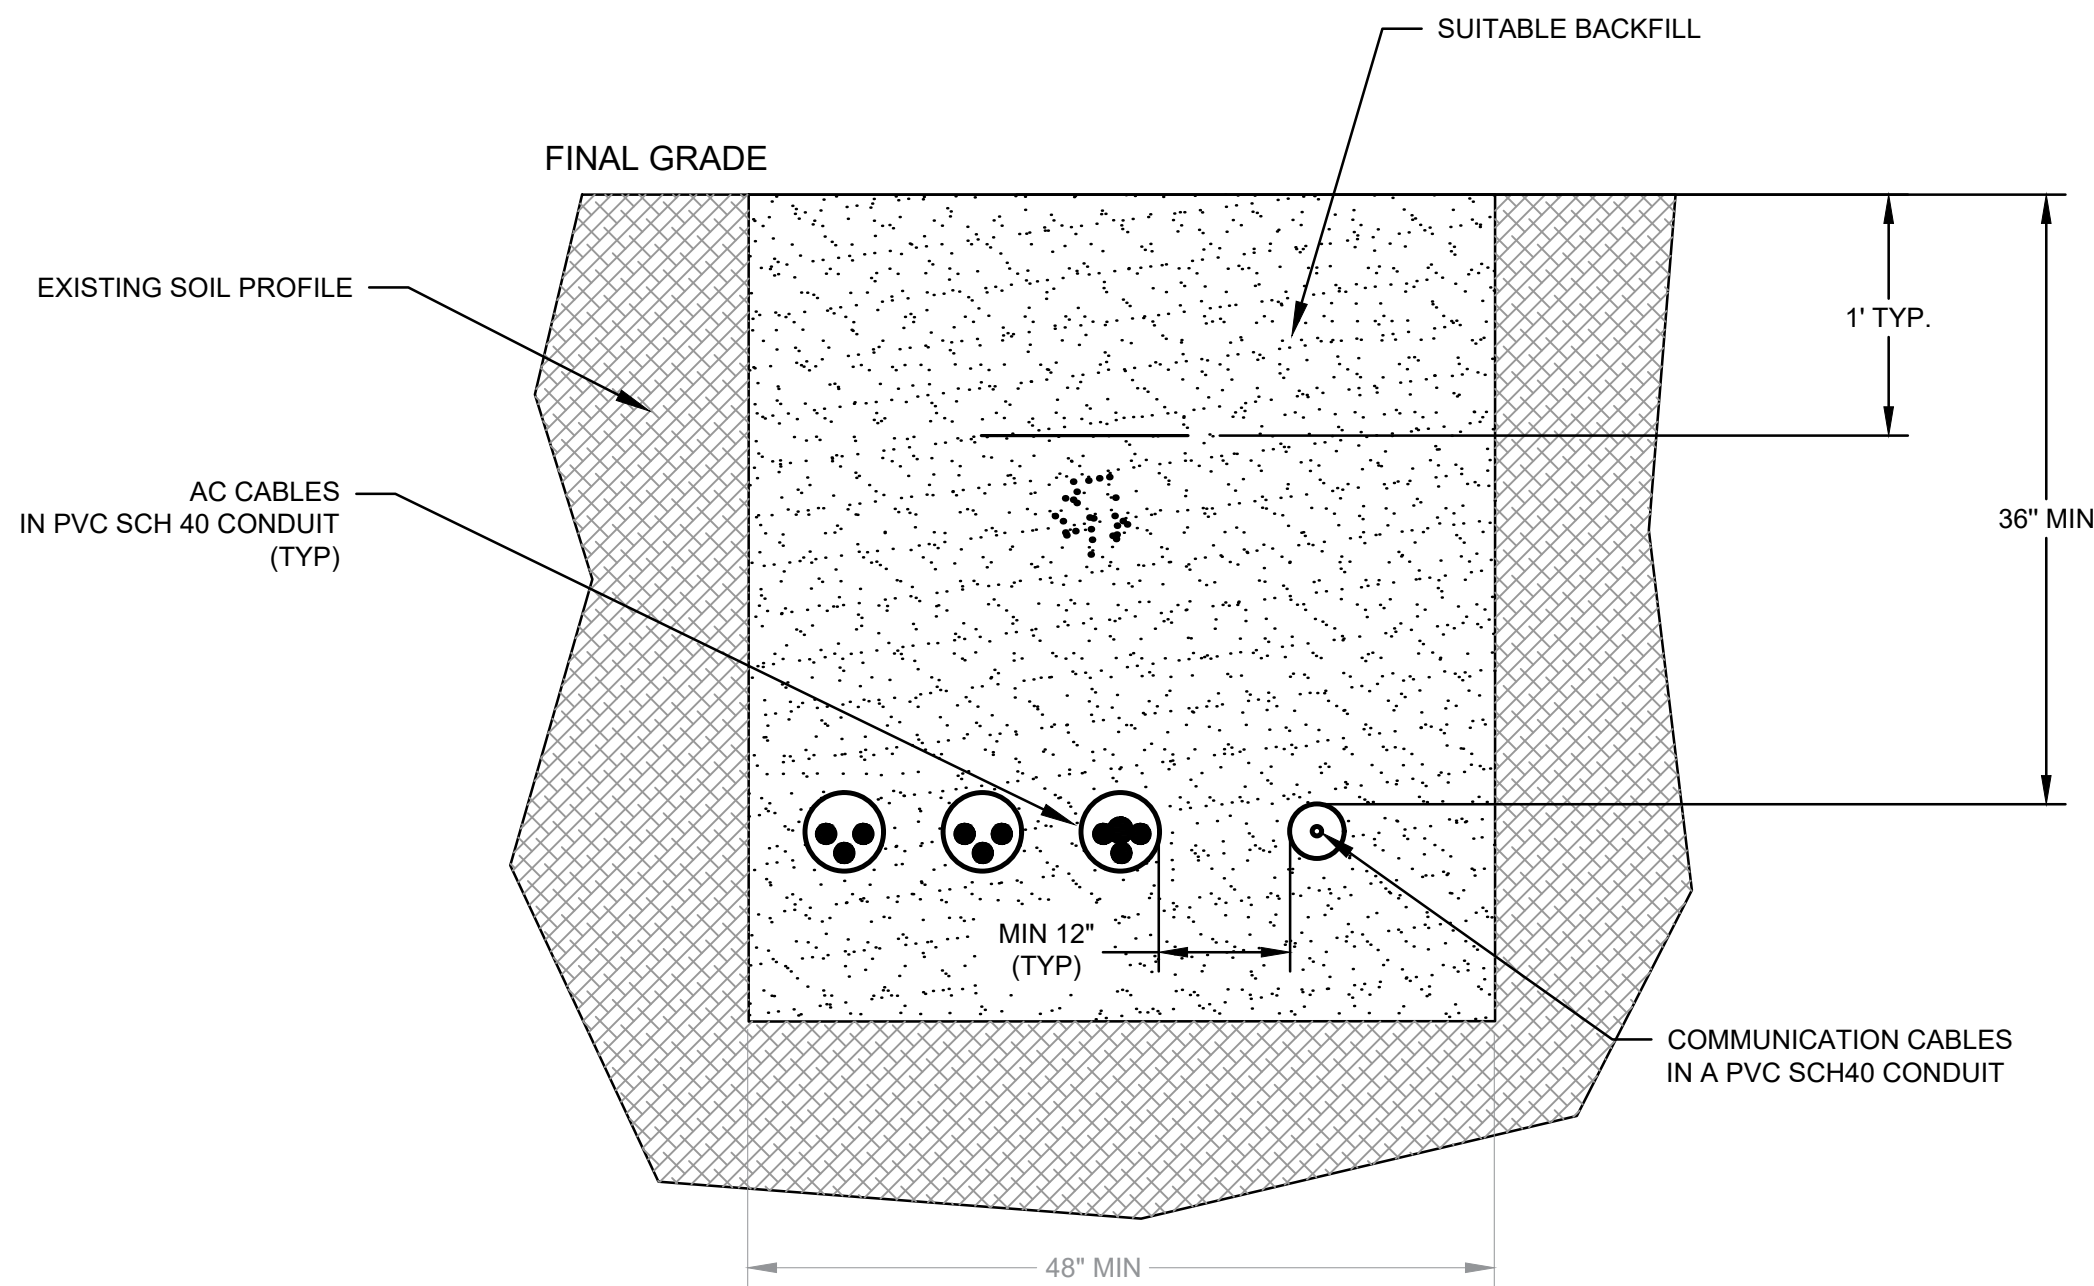 SUITABLE BACKFILL
FINAL GRADE
EXISTING SOIL PROFILE
1' TYP.
AC CABLES
IN PVC SCH 40 CONDUIT
(TYP)
36" MIN
MIN 12"
(TYP)
COMMUNICATION CABLES
IN A PVC SCH40 CONDUIT
48" MIN